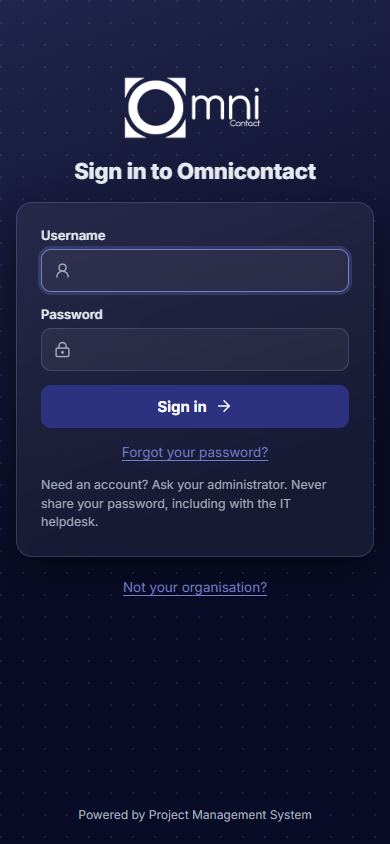 Omni
Contact
Sign in to Omnicontact
Username
Password
Sign in
Forgot your password?
Need an account? Ask your administrator. Never
share your password, including with the IT
helpdesk.
Not your organisation?
Powered by Project Management System